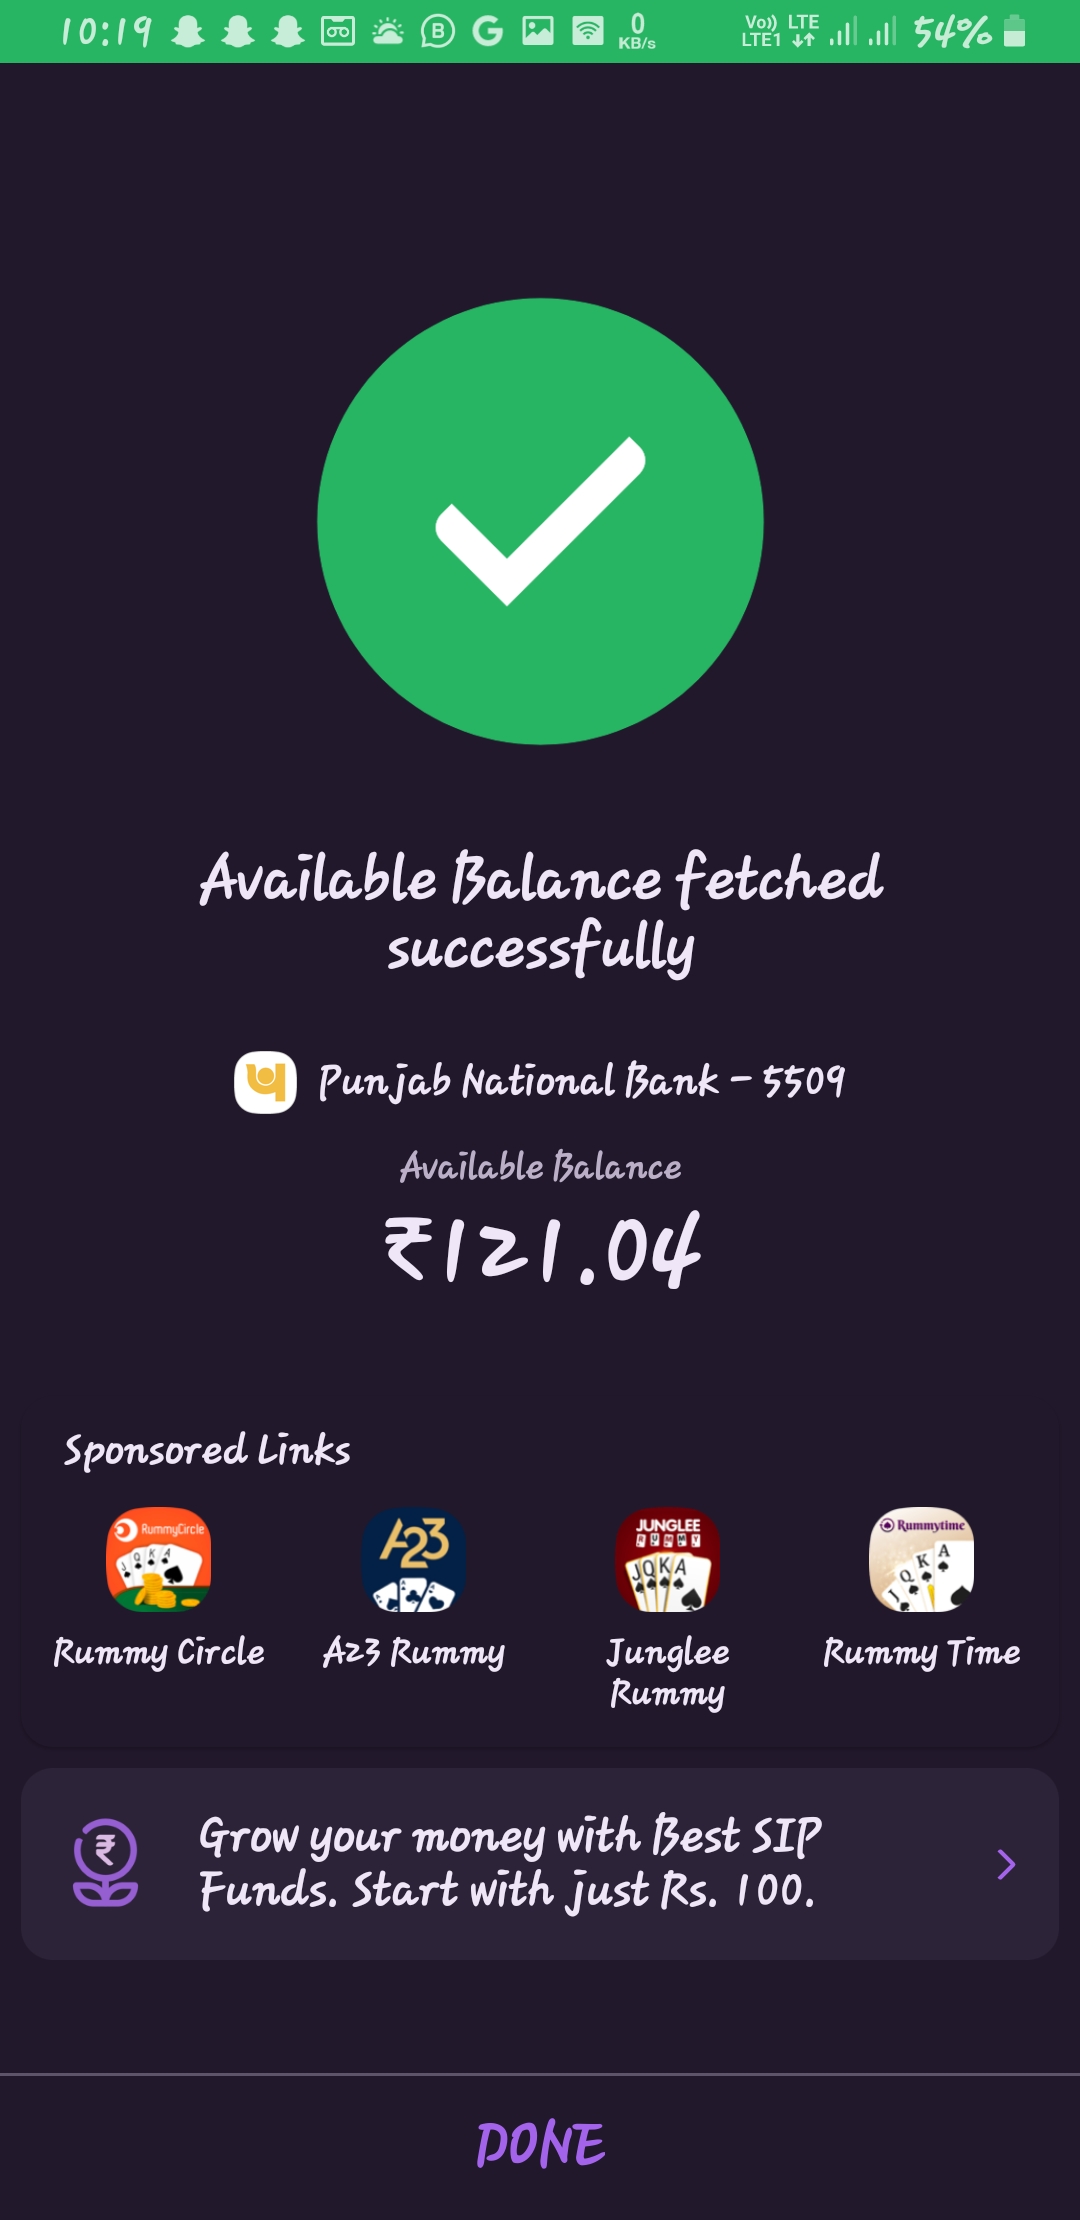 10:19 B G 0 KB/s Vo)) LTE1 LTE 54%
Available Balance fetched
successfully
Punjab National Bank - 5509
Available Balance
₹121.04
Sponsored Links
RummyCircle A23 JUNGLEE RUMMY Rummytime
Rummy Circle A23 Rummy Junglee Rummy Rummy Time
Grow your money with Best SIP
Funds. Start with just Rs. 100.
DONE